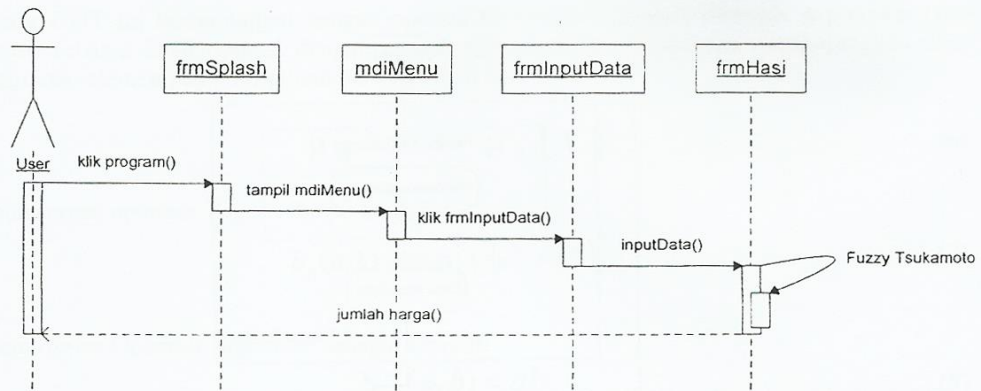 frmSplash
mdiMenu
frmInputData
frmHasi
User
klik program()
tampil mdiMenu()
klik frmInputData()
inputData()
Fuzzy Tsukamoto
jumlah harga()